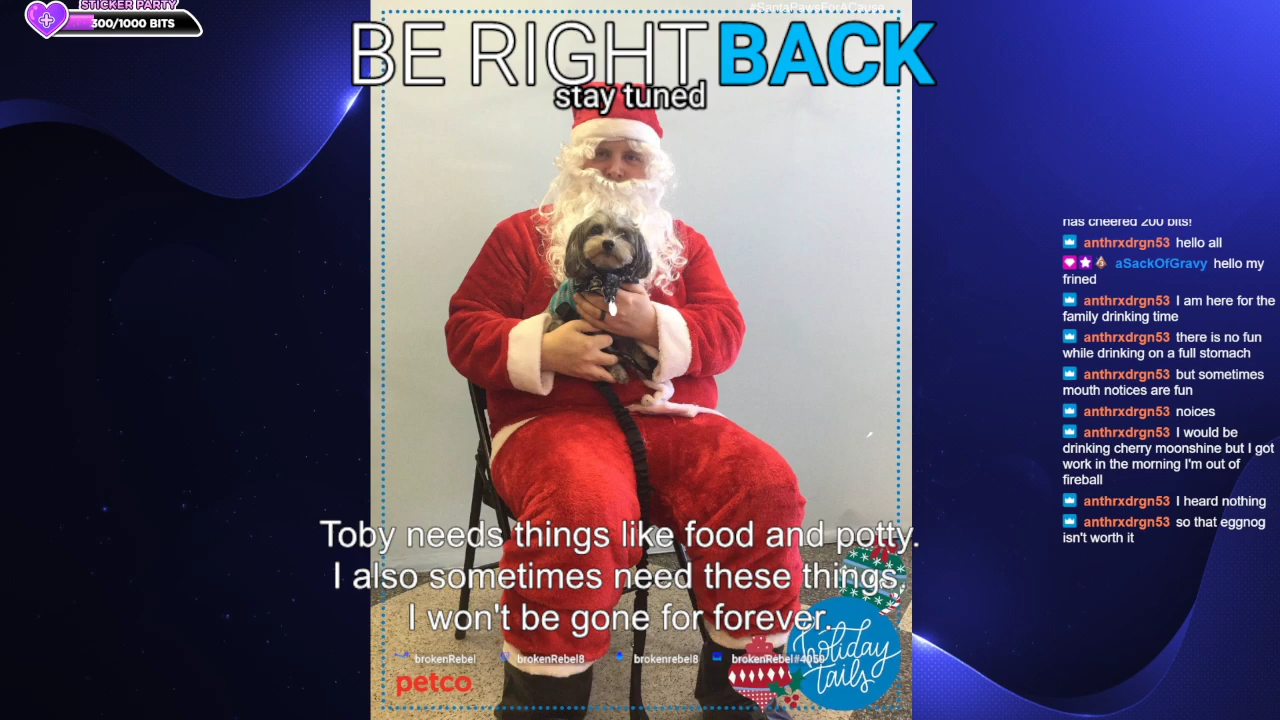 STICKER PARTY
300/1000 BITS
#SantaPawsForACause
BE RIGHT BACK
stay tuned
has cheered 200 bits!
anthrxdrgn53 hello all
aSackOfGravy hello my
frined
anthrxdrgn53 I am here for the
family drinking time
anthrxdrgn53 there is no fun
while drinking on a full stomach
anthrxdrgn53 but sometimes
mouth notices are fun
anthrxdrgn53 noices
anthrxdrgn53 I would be
drinking cherry moonshine but I got
work in the morning I'm out of
fireball
anthrxdrgn53 I heard nothing
anthrxdrgn53 so that eggnog
isn't worth it
Toby needs things like food and potty.
I also sometimes need these things,
I won't be gone for forever.
brokenRebel brokenRebel8 brokenrebel8 brokenRebel#4050
petco
holiday
tails